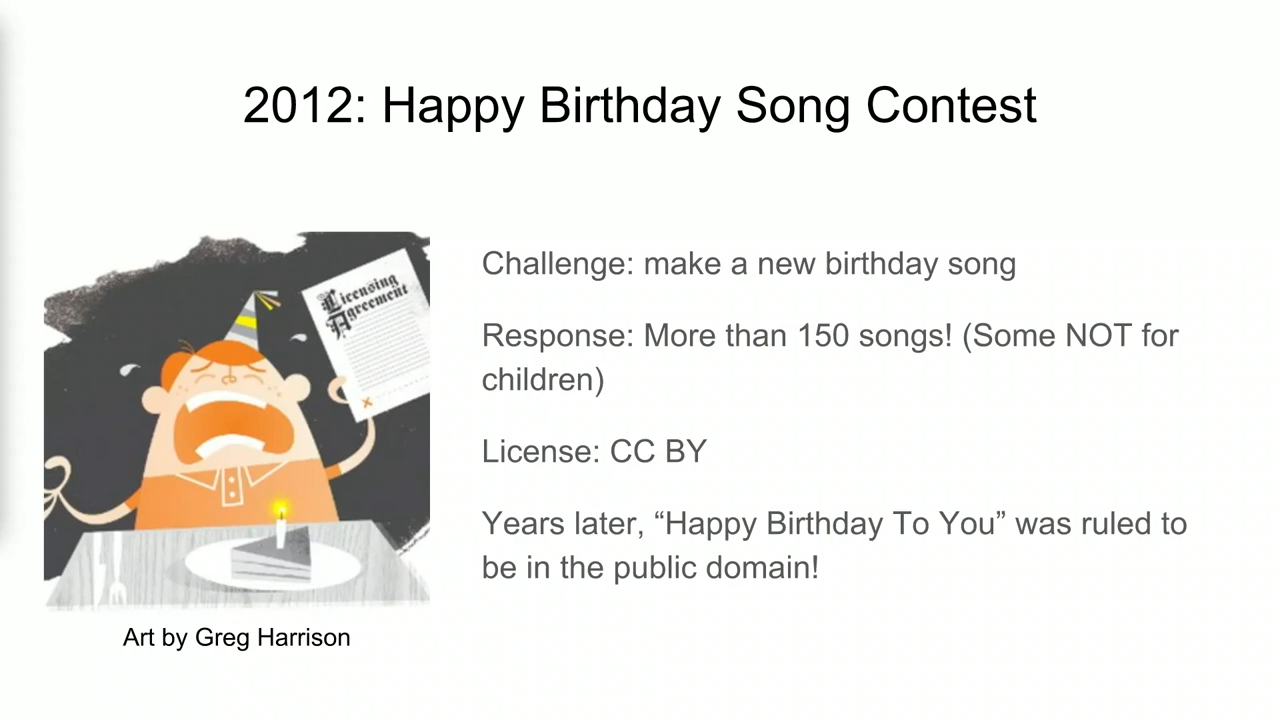 2012: Happy Birthday Song Contest
Licensing
Agreement
Challenge: make a new birthday song
Response: More than 150 songs! (Some NOT for
children)
License: CC BY
Years later, “Happy Birthday To You” was ruled to
be in the public domain!
Art by Greg Harrison